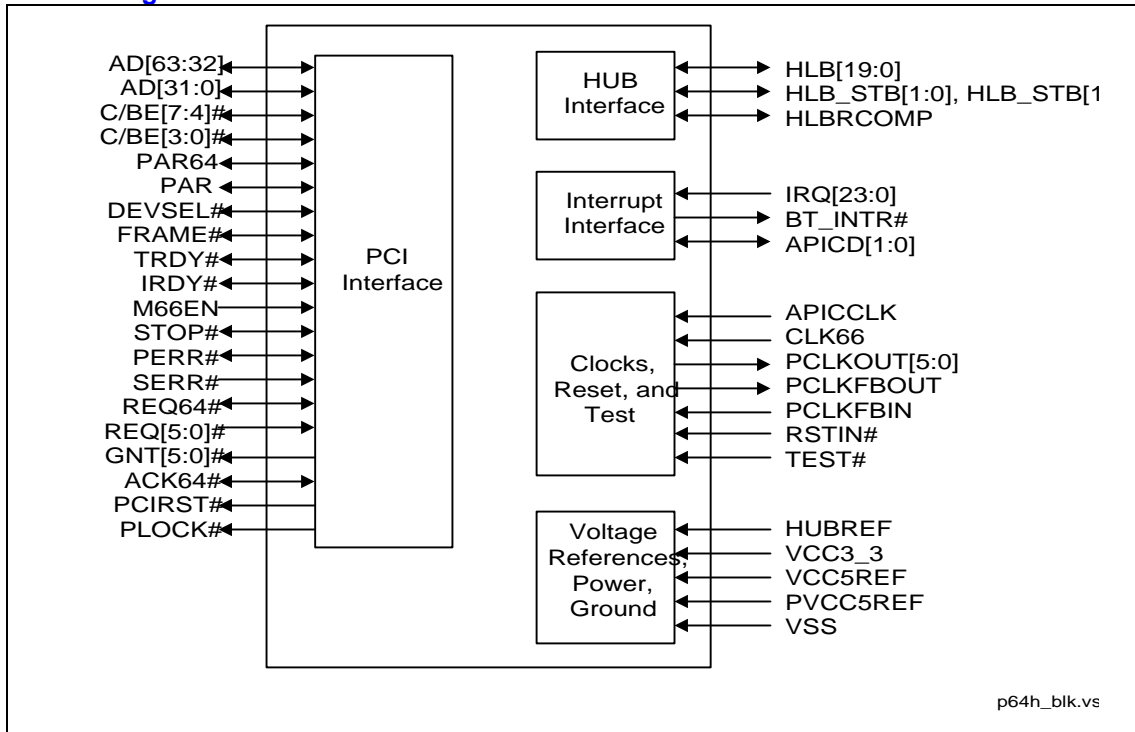 AD[63:32]
AD[31:0]
C/BE[7:4]#
C/BE[3:0]#
PAR64
PAR
DEVSEL#
FRAME#
TRDY#
IRDY#
M66EN
STOP#
PERR#
SERR#
REQ64#
REQ[5:0]#
GNT[5:0]#
ACK64#
PCIRST#
PLOCK#
PCI
Interface
HUB
Interface
HLB[19:0]
HLB_STB[1:0], HLB_STB[1
HLBRCOMP
Interrupt
Interface
IRQ[23:0]
BT_INTR#
APICD[1:0]
Clocks,
Reset, and
Test
APICCLK
CLK66
PCLKOUT[5:0]
PCLKFBOUT
PCLKFBIN
RSTIN#
TEST#
Voltage
References,
Power,
Ground
HUBREF
VCC3_3
VCC5REF
PVCC5REF
VSS
p64h_blk.vs